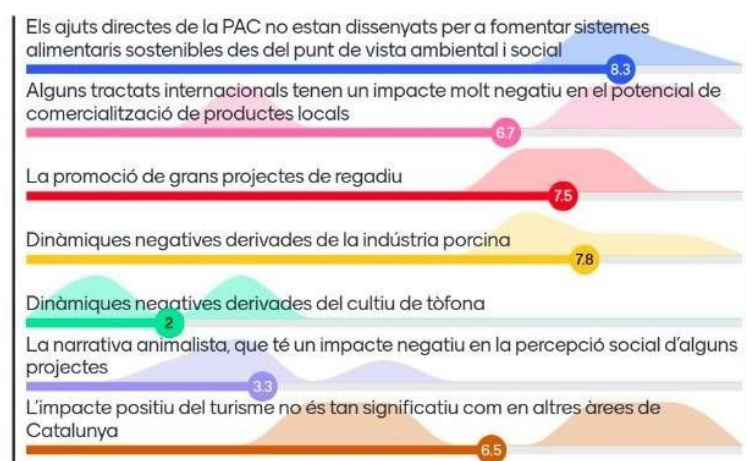 Els ajuts directes de la PAC no estan dissenyats per a fomentar sistemes
alimentaris sostenibles des del punt de vista ambiental i social
8.3
Alguns tractats internacionals tenen un impacte molt negatiu en el potencial de
comercialització de productes locals
6.7
La promoció de grans projectes de regadiu
7.5
Dinàmiques negatives derivades de la indústria porcina
7.8
Dinàmiques negatives derivades del cultiu de tòfona
2
La narrativa animalista, que té un impacte negatiu en la percepció social d'alguns
projectes
3.3
L'impacte positiu del turisme no és tan significatiu com en altres àrees de
Catalunya
6.5